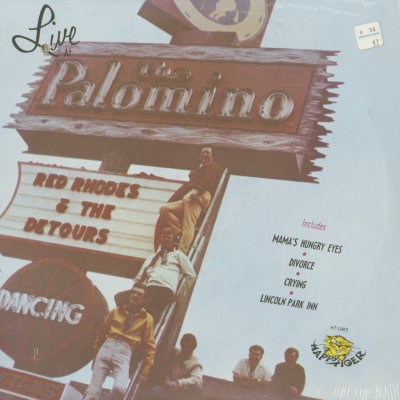 Live
AT
the
Palomino
RED RHODES
& THE
DETOURS
DANCING
Includes
MAMA'S HUNGRY EYES
DIVORCE
CRYING
LINCOLN PARK INN
HAPPY TIGER